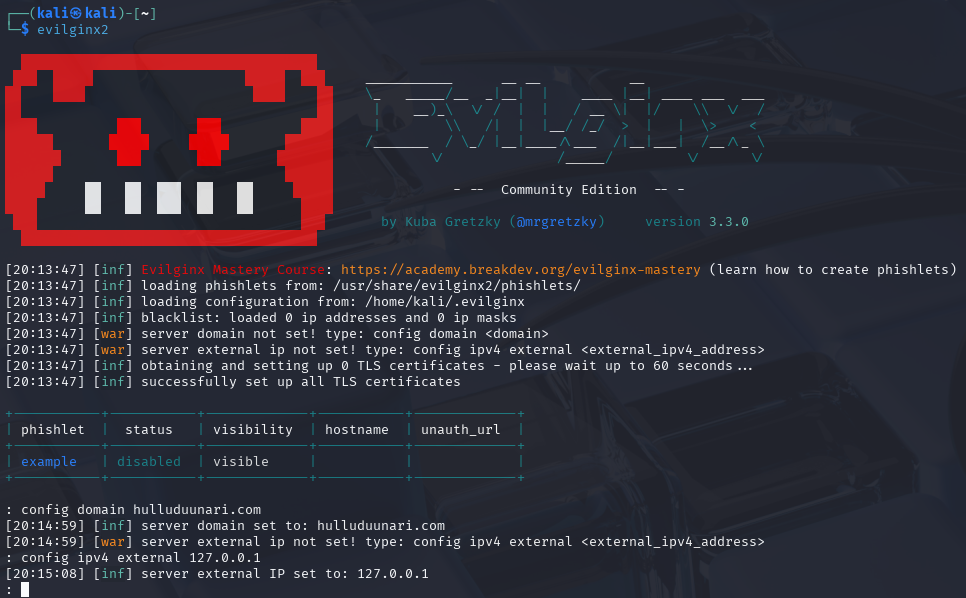 ┌──(kali㉿kali)-[~]
└─$ evilginx2
Evilginx
- -- Community Edition -- -
by Kuba Gretzky (@mrgretzky) version 3.3.0
[20:13:47] [inf] Evilginx Mastery Course: https://academy.breakdev.org/evilginx-mastery (learn how to create phishlets)
[20:13:47] [inf] loading phishlets from: /usr/share/evilginx2/phishlets/
[20:13:47] [inf] loading configuration from: /home/kali/.evilginx
[20:13:47] [inf] blacklist: loaded 0 ip addresses and 0 ip masks
[20:13:47] [war] server domain not set! type: config domain <domain>
[20:13:47] [war] server external ip not set! type: config ipv4 external <external_ipv4_address>
[20:13:47] [inf] obtaining and setting up 0 TLS certificates - please wait up to 60 seconds...
[20:13:47] [inf] successfully set up all TLS certificates
| phishlet | status | visibility | hostname | unauth_url |
| example | disabled | visible | | |
: config domain hulluduunari.com
[20:14:59] [inf] server domain set to: hulluduunari.com
[20:14:59] [war] server external ip not set! type: config ipv4 external <external_ipv4_address>
: config ipv4 external 127.0.0.1
[20:15:08] [inf] server external IP set to: 127.0.0.1
: